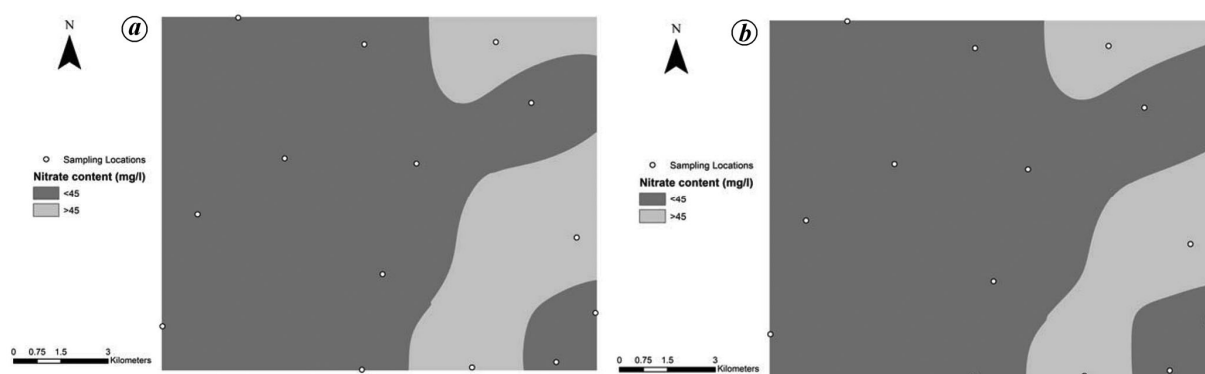 a
N
Sampling Locations
Nitrate content (mg/l)
<45
>45
0 0.75 1.5 3
Kilometers
b
N
Sampling Locations
Nitrate content (mg/l)
<45
>45
0 0.75 1.5 3
Kilometers